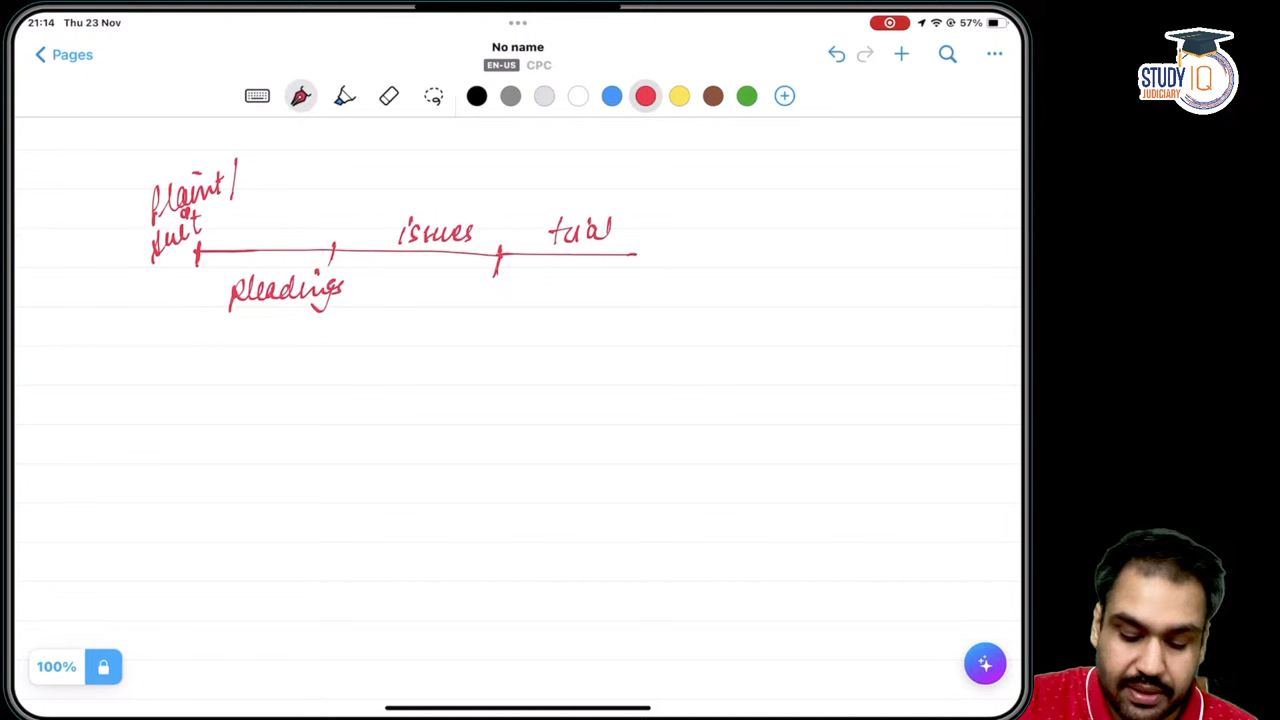 21:14 Thu 23 Nov
57%
Pages
No name
EN-US CPC
STUDY IQ
JUDICIARY
Plaint/
suit
issues
trial
Pleadings
100%